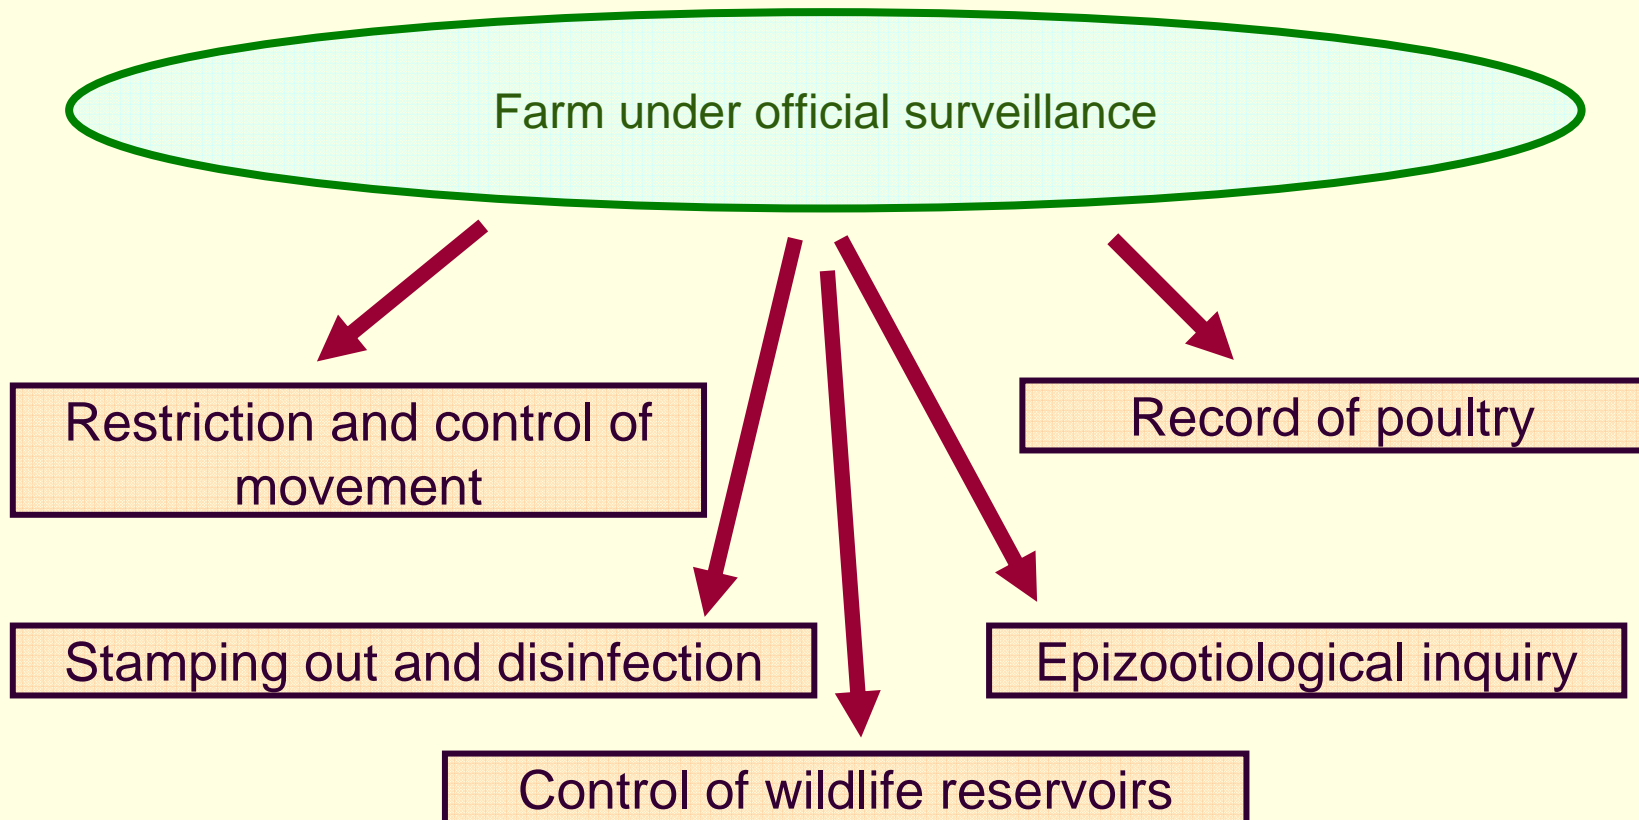 Farm under official surveillance
Restriction and control of
movement
Record of poultry
Stamping out and disinfection
Epizootiological inquiry
Control of wildlife reservoirs